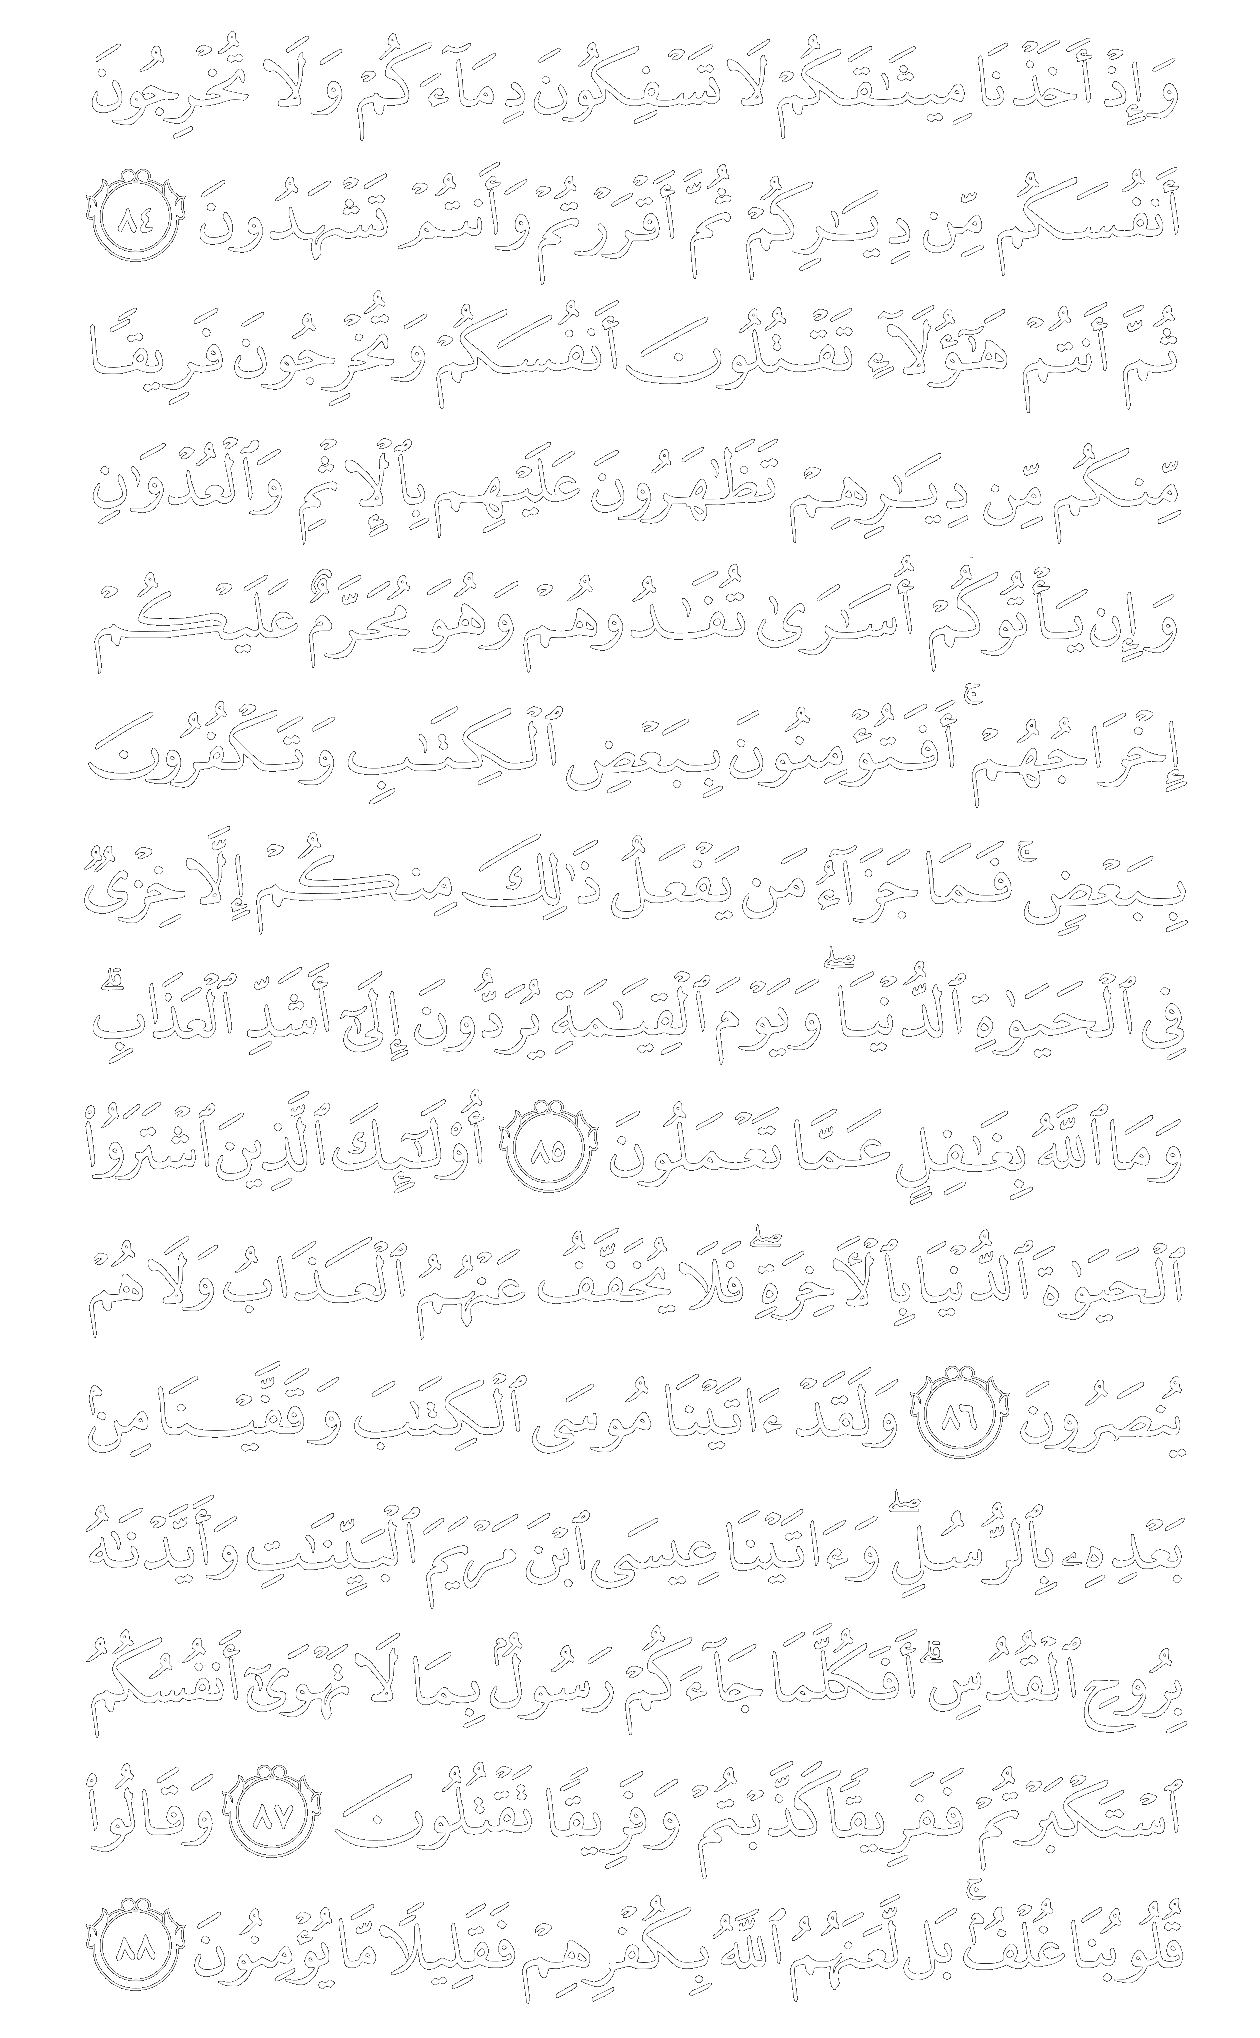 وَإِذْ أَخَذْنَا مِيثَٰقَكُمْ لَا تَسْفِكُونَ دِمَآءَكُمْ وَلَا تُخْرِجُونَ
أَنفُسَكُم مِّن دِيَٰرِكُمْ ثُمَّ أَقْرَرْتُمْ وَأَنتُمْ تَشْهَدُونَ ٨٤
ثُمَّ أَنتُمْ هَٰٓؤُلَآءِ تَقْتُلُونَ أَنفُسَكُمْ وَتُخْرِجُونَ فَرِيقًا
مِّنكُم مِّن دِيَٰرِهِمْ تَظَٰهَرُونَ عَلَيْهِم بِٱلْإِثْمِ وَٱلْعُدْوَٰنِ
وَإِن يَأْتُوكُمْ أُسَٰرَىٰ تُفَٰدُوهُمْ وَهُوَ مُحَرَّمٌ عَلَيْكُمْ
إِخْرَاجُهُمْ ۚ أَفَتُؤْمِنُونَ بِبَعْضِ ٱلْكِتَٰبِ وَتَكْفُرُونَ
بِبَعْضٍ ۚ فَمَا جَزَآءُ مَن يَفْعَلُ ذَٰلِكَ مِنكُمْ إِلَّا خِزْىٌ
فِى ٱلْحَيَوٰةِ ٱلدُّنْيَا ۖ وَيَوْمَ ٱلْقِيَٰمَةِ يُرَدُّونَ إِلَىٰٓ أَشَدِّ ٱلْعَذَابِ ۗ
وَمَا ٱللَّهُ بِغَٰفِلٍ عَمَّا تَعْمَلُونَ ٨٥ أُو۟لَٰٓئِكَ ٱلَّذِينَ ٱشْتَرَوُا۟
ٱلْحَيَوٰةَ ٱلدُّنْيَا بِٱلْءَاخِرَةِ ۖ فَلَا يُخَفَّفُ عَنْهُمُ ٱلْعَذَابُ وَلَا هُمْ
يُنصَرُونَ ٨٦ وَلَقَدْ ءَاتَيْنَا مُوسَى ٱلْكِتَٰبَ وَقَفَّيْنَا مِنۢ
بَعْدِهِۦ بِٱلرُّسُلِ ۖ وَءَاتَيْنَا عِيسَى ٱبْنَ مَرْيَمَ ٱلْبَيِّنَٰتِ وَأَيَّدْنَٰهُ
بِرُوحِ ٱلْقُدُسِ ۗ أَفَكُلَّمَا جَآءَكُمْ رَسُولٌۢ بِمَا لَا تَهْوَىٰٓ أَنفُسُكُمُ
ٱسْتَكْبَرْتُمْ فَفَرِيقًا كَذَّبْتُمْ وَفَرِيقًا تَقْتُلُونَ ٨٧ وَقَالُوا۟
قُلُوبُنَا غُلْفٌۢ ۚ بَل لَّعَنَهُمُ ٱللَّهُ بِكُفْرِهِمْ فَقَلِيلًا مَّا يُؤْمِنُونَ ٨٨